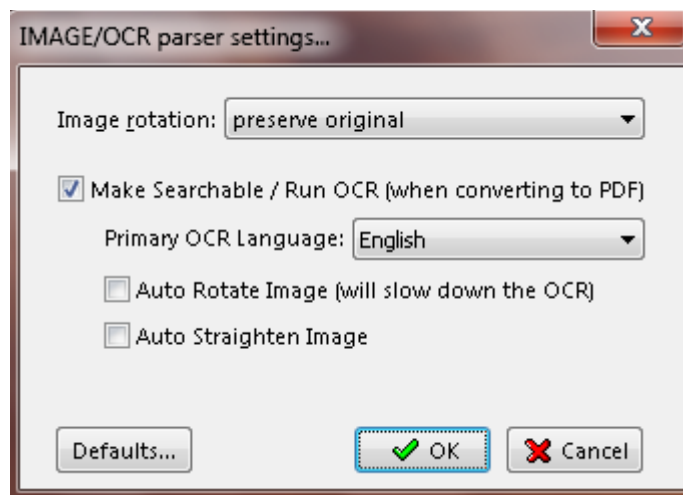 IMAGE/OCR parser settings...
Image rotation: preserve original
Make Searchable / Run OCR (when converting to PDF)
Primary OCR Language: English
Auto Rotate Image (will slow down the OCR)
Auto Straighten Image
Defaults... OK Cancel